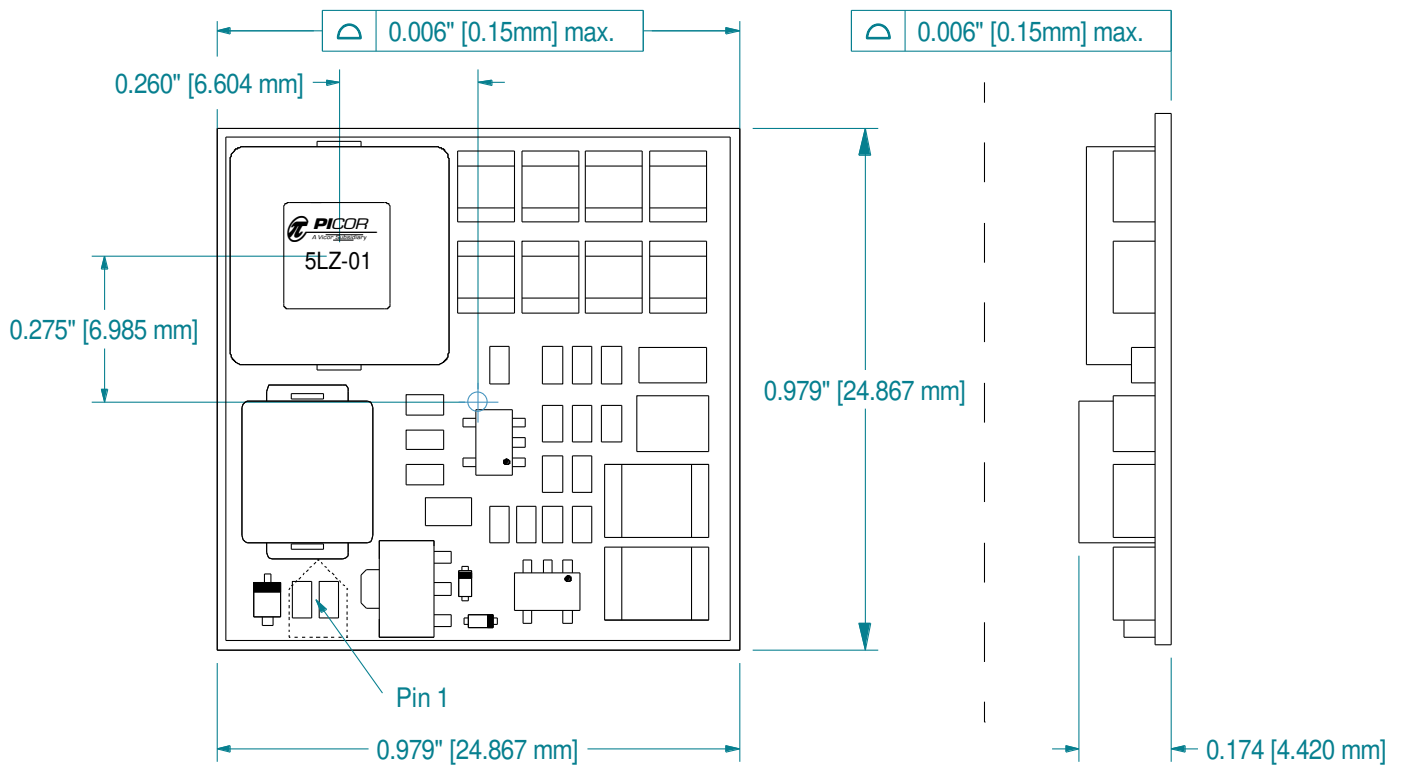 0.006" [0.15mm] max.
0.006" [0.15mm] max.
0.260" [6.604 mm]
PICOR
A Vicor Subsidiary
5LZ-01
0.275" [6.985 mm]
0.979" [24.867 mm]
Pin 1
0.979" [24.867 mm]
0.174 [4.420 mm]